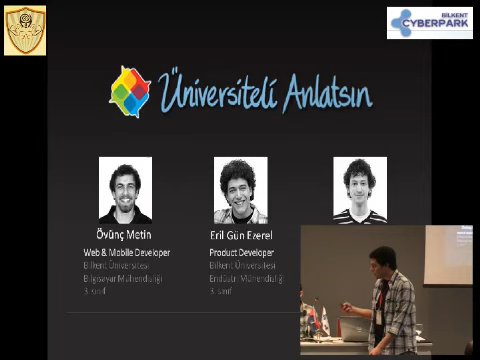 BILKENT
CYBERPARK
Üniversiteli Anlatsın
Övünç Metin
Web & Mobile Developer
Bilkent Üniversitesi
Bilgisayar Mühendisliği
3. sınıf
Eril Gün Ezerel
Product Developer
Bilkent Üniversitesi
Endüstri Mühendisliği
3. sınıf